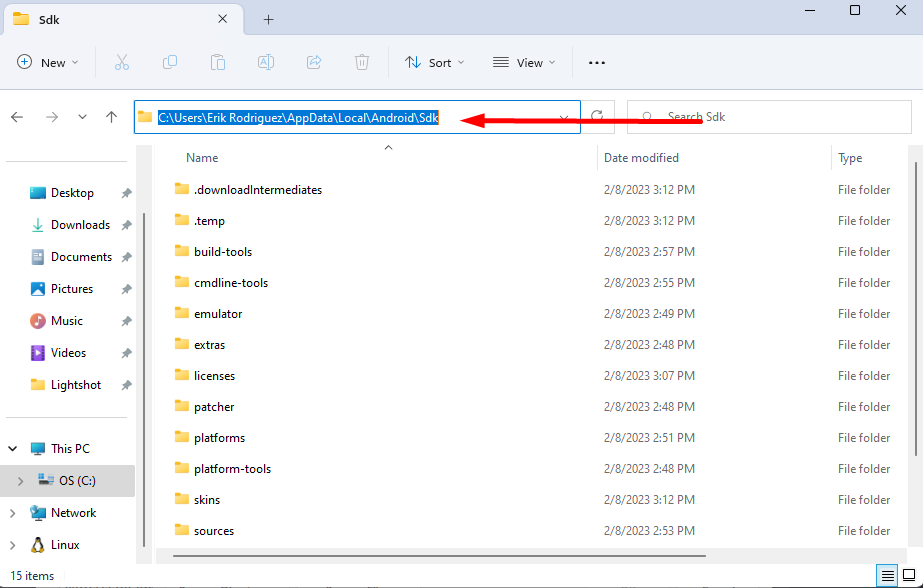 Sdk
New
Sort
View
C:\Users\Erik Rodriguez\AppData\Local\Android\Sdk
Search Sdk
Name Date modified Type
Desktop
Downloads
Documents
Pictures
Music
Videos
Lightshot
This PC
OS (C:)
Network
Linux
.downloadIntermediates 2/8/2023 3:12 PM File folder
.temp 2/8/2023 3:12 PM File folder
build-tools 2/8/2023 2:57 PM File folder
cmdline-tools 2/8/2023 2:55 PM File folder
emulator 2/8/2023 2:49 PM File folder
extras 2/8/2023 2:48 PM File folder
licenses 2/8/2023 3:07 PM File folder
patcher 2/8/2023 2:48 PM File folder
platforms 2/8/2023 2:51 PM File folder
platform-tools 2/8/2023 2:48 PM File folder
skins 2/8/2023 3:12 PM File folder
sources 2/8/2023 2:53 PM File folder
15 items